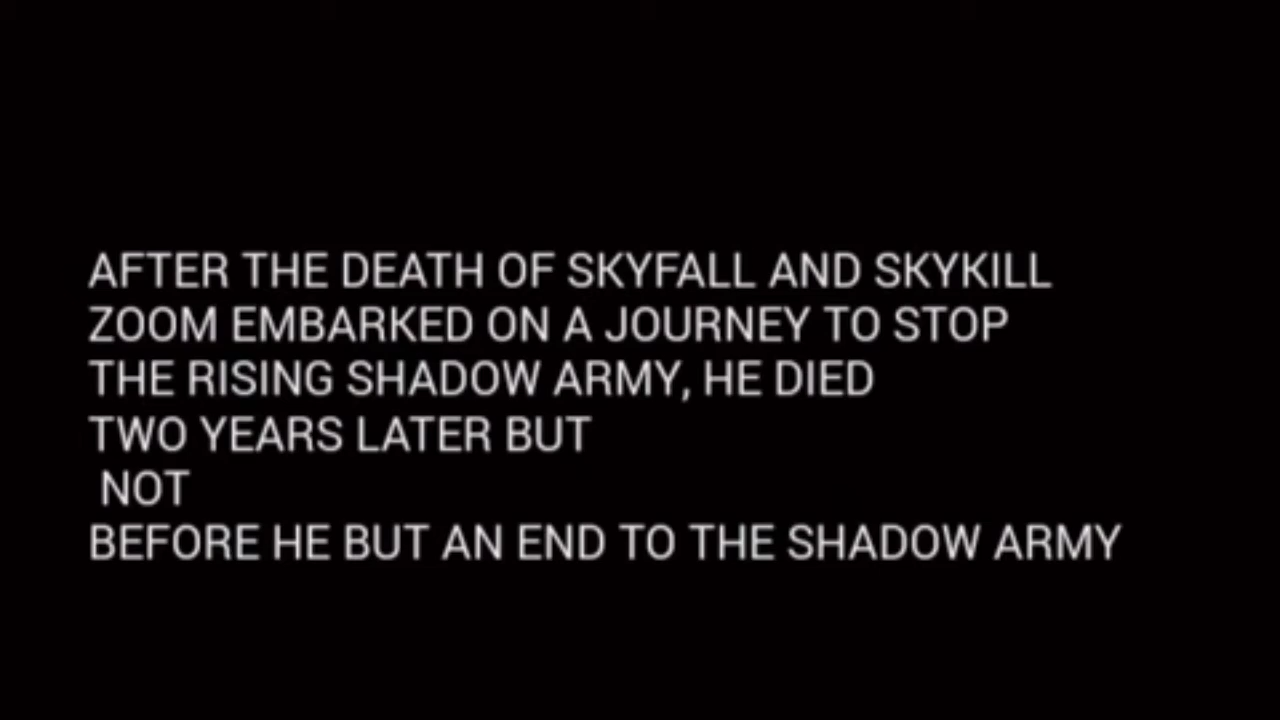 AFTER THE DEATH OF SKYFALL AND SKYKILL
ZOOM EMBARKED ON A JOURNEY TO STOP
THE RISING SHADOW ARMY, HE DIED
TWO YEARS LATER BUT
NOT
BEFORE HE BUT AN END TO THE SHADOW ARMY